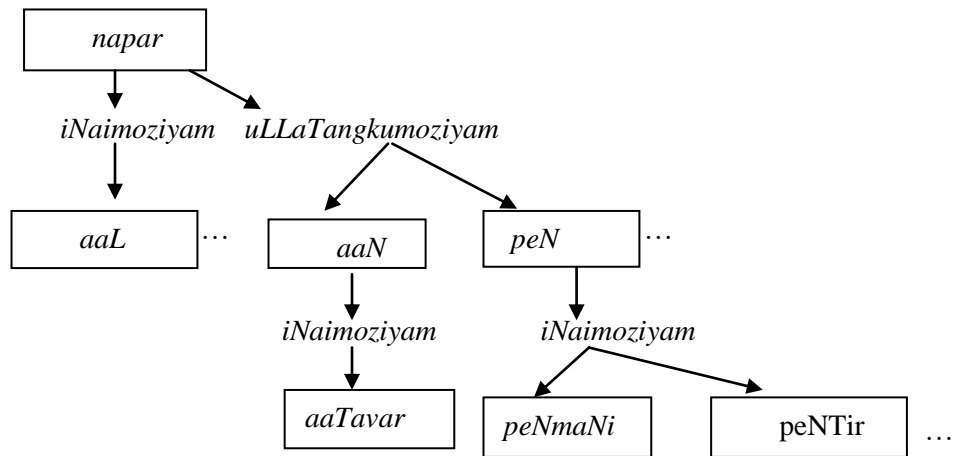 napar
iNaimoziyam uLLaTangkumoziyam
aaL … aaN peN …
iNaimoziyam iNaimoziyam
aaTavar peNmaNi peNTir …